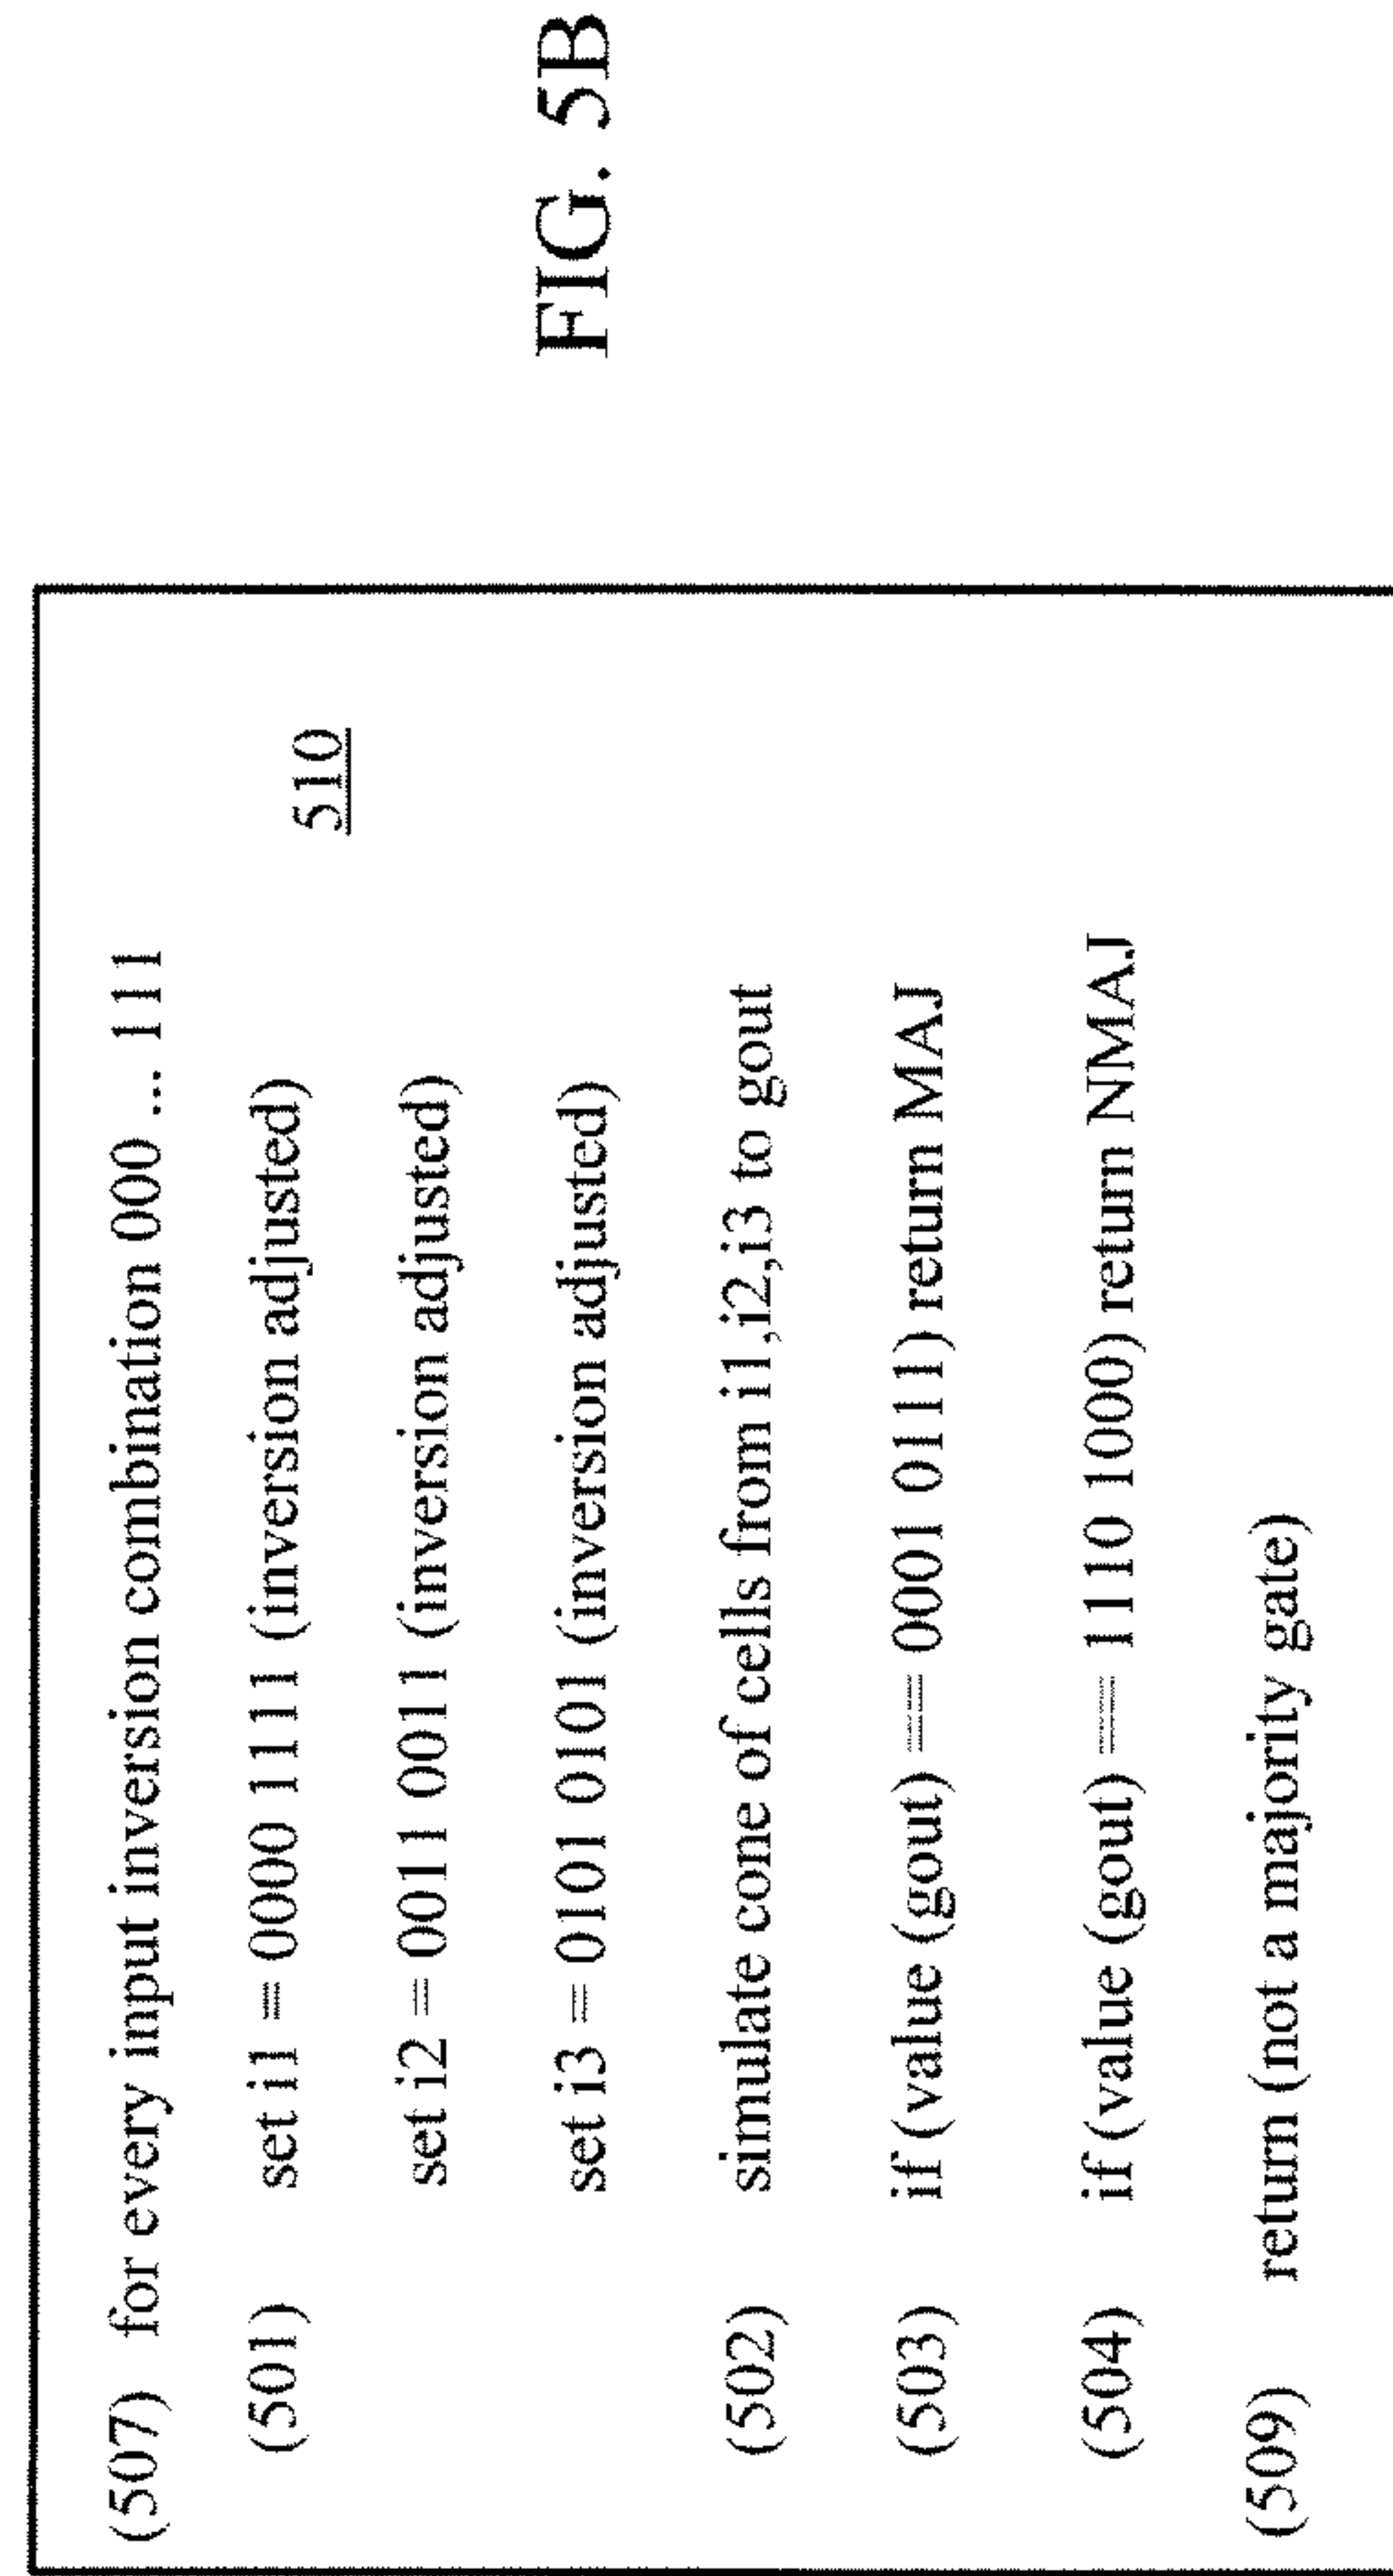 (507) for every input inversion combination 000 ... 111
(501) set i1 = 0000 1111 (inversion adjusted)
510
set i2 = 0011 0011 (inversion adjusted)
set i3 = 0101 0101 (inversion adjusted)
(502) simulate cone of cells from i1,i2,i3 to gout
(503) if (value (gout) == 0001 0111) return MAJ
(504) if (value (gout) == 1110 1000) return NMAJ
(509) return (not a majority gate)
FIG. 5B